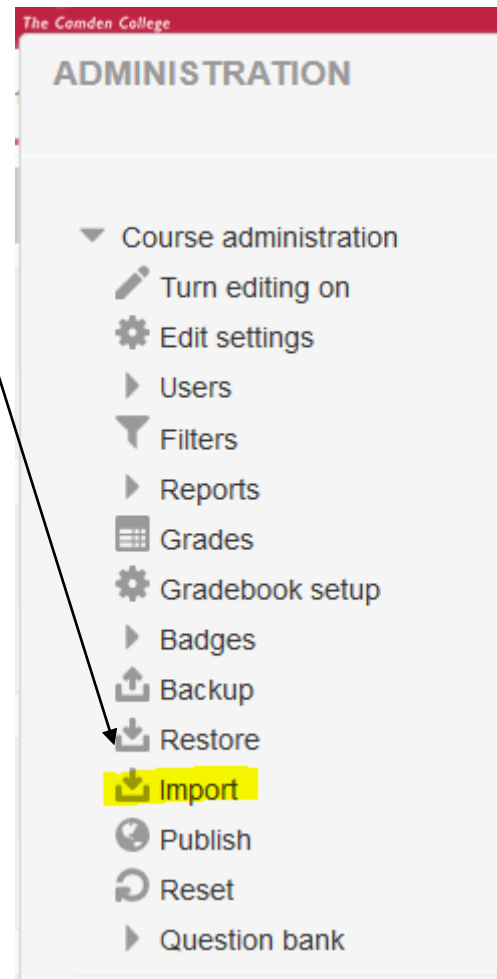 The Camden College
ADMINISTRATION
Course administration
Turn editing on
Edit settings
Users
Filters
Reports
Grades
Gradebook setup
Badges
Backup
Restore
Import
Publish
Reset
Question bank